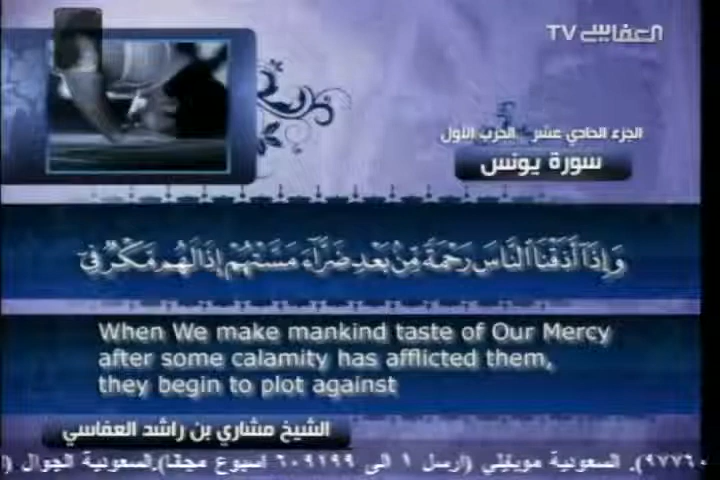 العفاسي TV
الجزء الحادي عشر - الحزب الأول
سورة يونس
وَإِذَآ أَذَقْنَا ٱلنَّاسَ رَحْمَةً مِّنۢ بَعْدِ ضَرَّآءَ مَسَّتْهُمْ إِذَا لَهُم مَّكْرٌ فِىٓ
When We make mankind taste of Our Mercy
after some calamity has afflicted them,
they begin to plot against
الشيخ مشاري بن راشد العفاسي
٩٧٧٦٠). السعودية موبايلي (ارسل ١ الى ٦٠٩١٩٩ اسبوع مجانا).السعودية الجوال (ا